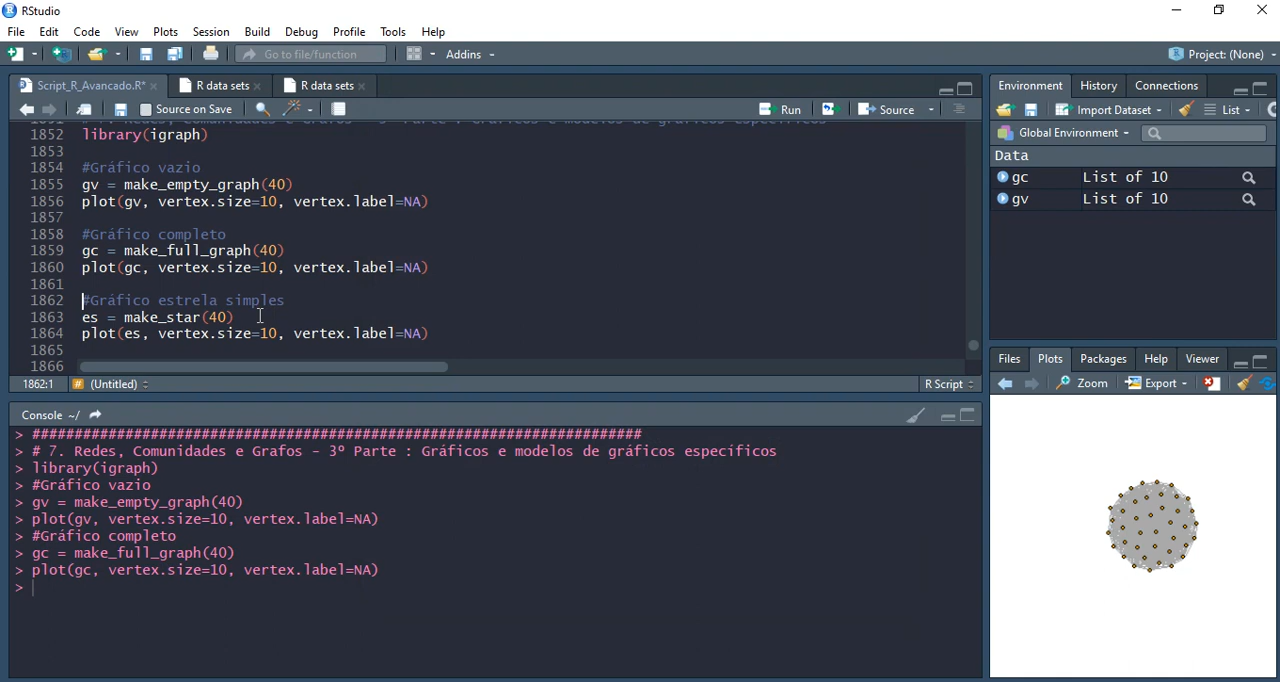 RStudio
File Edit Code View Plots Session Build Debug Profile Tools Help
Go to file/function Addins Project: (None)
Script_R_Avancado.R* R data sets R data sets
Source on Save Run Source
1852 library(igraph)
1853
1854 #Gráfico vazio
1855 gv = make_empty_graph(40)
1856 plot(gv, vertex.size=10, vertex.label=NA)
1857
1858 #Gráfico completo
1859 gc = make_full_graph(40)
1860 plot(gc, vertex.size=10, vertex.label=NA)
1861
1862 #Gráfico estrela simples
1863 es = make_star(40)
1864 plot(es, vertex.size=10, vertex.label=NA)
1865
1866
1862:1 # (Untitled) R Script
Console ~/
> ########################################################################
> # 7. Redes, Comunidades e Grafos - 3º Parte : Gráficos e modelos de gráficos específicos
> library(igraph)
> #Gráfico vazio
> gv = make_empty_graph(40)
> plot(gv, vertex.size=10, vertex.label=NA)
> #Gráfico completo
> gc = make_full_graph(40)
> plot(gc, vertex.size=10, vertex.label=NA)
>
Environment History Connections
Import Dataset List
Global Environment
Data
gc List of 10
gv List of 10
Files Plots Packages Help Viewer
Zoom Export